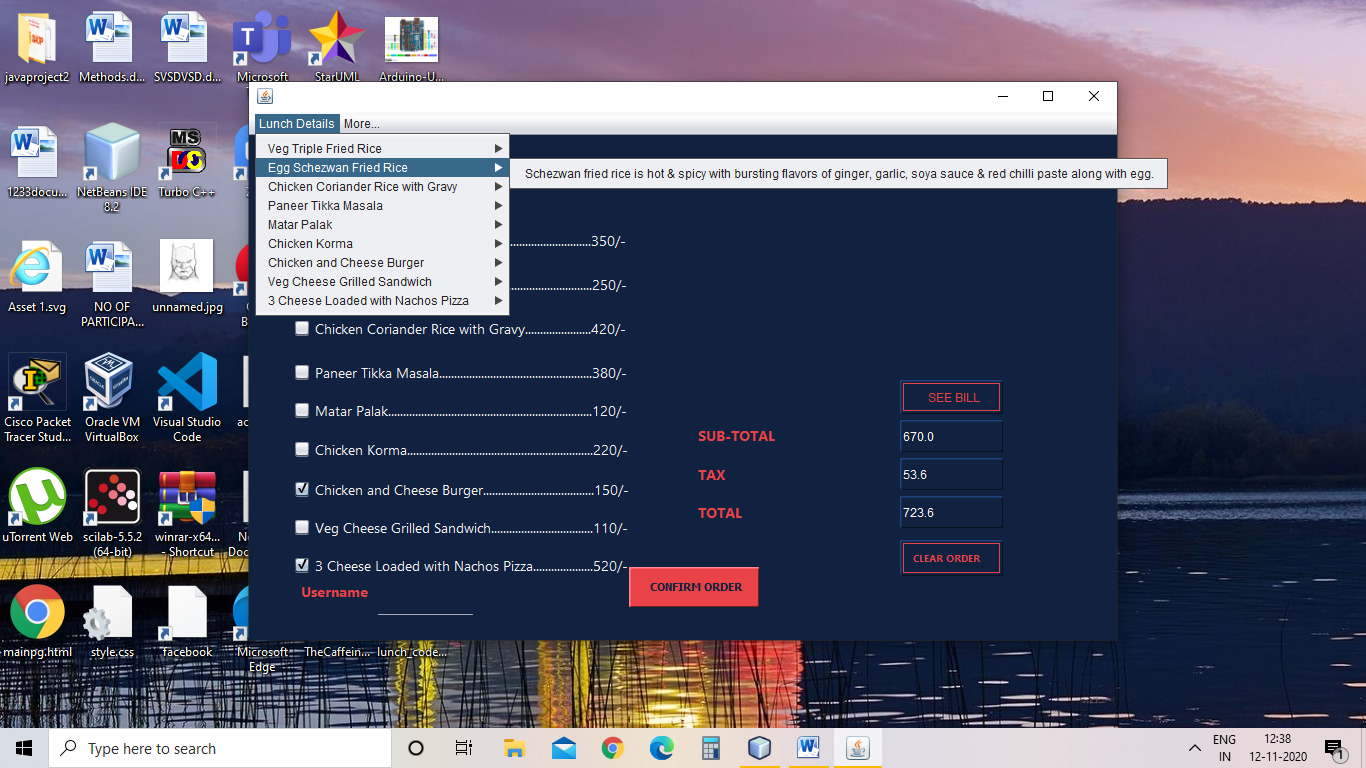 javaproject2
Methods.d...
SVSDVSD.d...
Microsoft
StarUML
Arduino-U...
1233docu...
NetBeans IDE
8.2
MS
DOS
Turbo C++
Asset 1.svg
NO OF
PARTICIPA...
unnamed.jpg
Cisco Packet
Tracer Stud...
Oracle VM
VirtualBox
Visual Studio
Code
uTorrent Web
scilab-5.5.2
(64-bit)
winrar-x64...
- Shortcut
mainpg.html
style.css
facebook
Microsoft
Edge
TheCaffein...
lunch_code...
Lunch Details More...
Veg Triple Fried Rice
Egg Schezwan Fried Rice
Schezwan fried rice is hot & spicy with bursting flavors of ginger, garlic, soya sauce & red chilli paste along with egg.
Chicken Coriander Rice with Gravy
Paneer Tikka Masala
Matar Palak
Chicken Korma
Chicken and Cheese Burger
Veg Cheese Grilled Sandwich
3 Cheese Loaded with Nachos Pizza
...........................350/-
............................250/-
Chicken Coriander Rice with Gravy......................420/-
Paneer Tikka Masala...................................................380/-
Matar Palak....................................................................120/-
Chicken Korma..............................................................220/-
Chicken and Cheese Burger.....................................150/-
Veg Cheese Grilled Sandwich..................................110/-
3 Cheese Loaded with Nachos Pizza....................520/-
Username
CONFIRM ORDER
SEE BILL
SUB-TOTAL 670.0
TAX 53.6
TOTAL 723.6
CLEAR ORDER
Type here to search
ENG
IN
12:38
12-11-2020
1